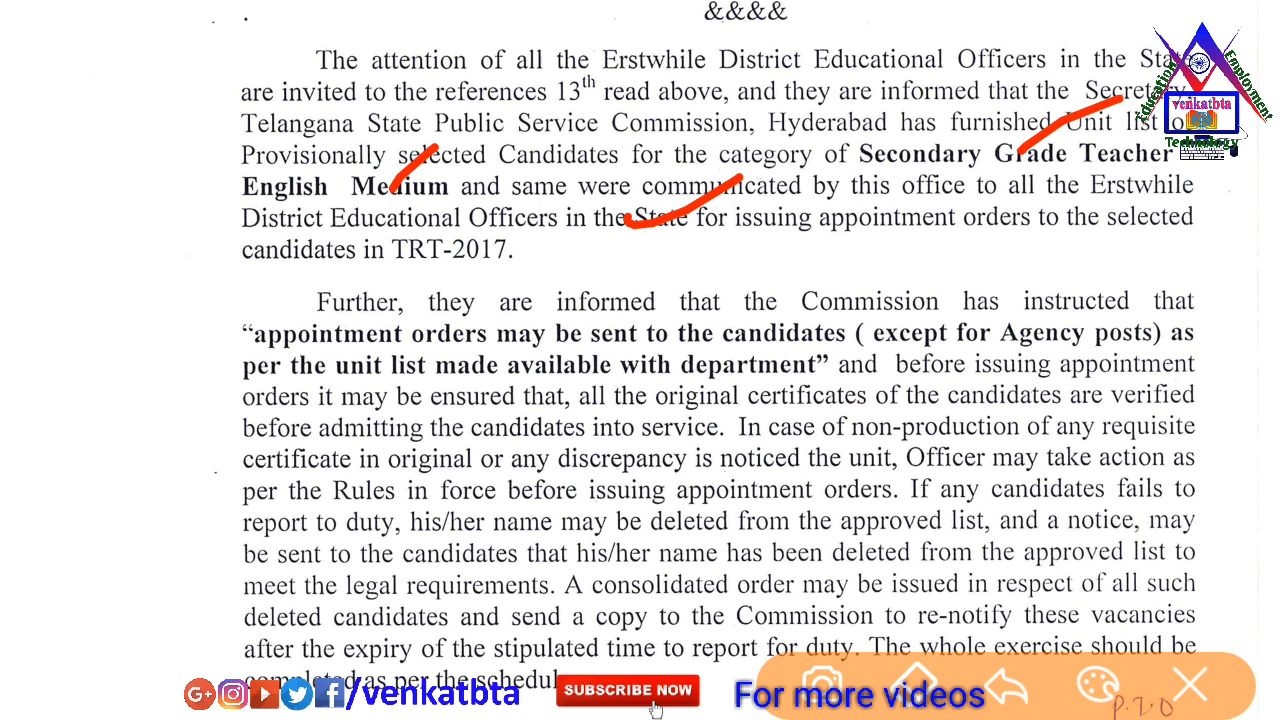 &&&&
The attention of all the Erstwhile District Educational Officers in the State
are invited to the references 13th read above, and they are informed that the Secretary,
Telangana State Public Service Commission, Hyderabad has furnished Unit list of
Provisionally selected Candidates for the category of Secondary Grade Teacher
English Medium and same were communicated by this office to all the Erstwhile
District Educational Officers in the State for issuing appointment orders to the selected
candidates in TRT-2017.
Further, they are informed that the Commission has instructed that
“appointment orders may be sent to the candidates ( except for Agency posts) as
per the unit list made available with department” and before issuing appointment
orders it may be ensured that, all the original certificates of the candidates are verified
before admitting the candidates into service. In case of non-production of any requisite
certificate in original or any discrepancy is noticed the unit, Officer may take action as
per the Rules in force before issuing appointment orders. If any candidates fails to
report to duty, his/her name may be deleted from the approved list, and a notice, may
be sent to the candidates that his/her name has been deleted from the approved list to
meet the legal requirements. A consolidated order may be issued in respect of all such
deleted candidates and send a copy to the Commission to re-notify these vacancies
after the expiry of the stipulated time to report for duty. The whole exercise should be
completed as per the schedul
P.T.O
Education
Employment
venkatbta
Technology
/venkatbta
SUBSCRIBE NOW
For more videos